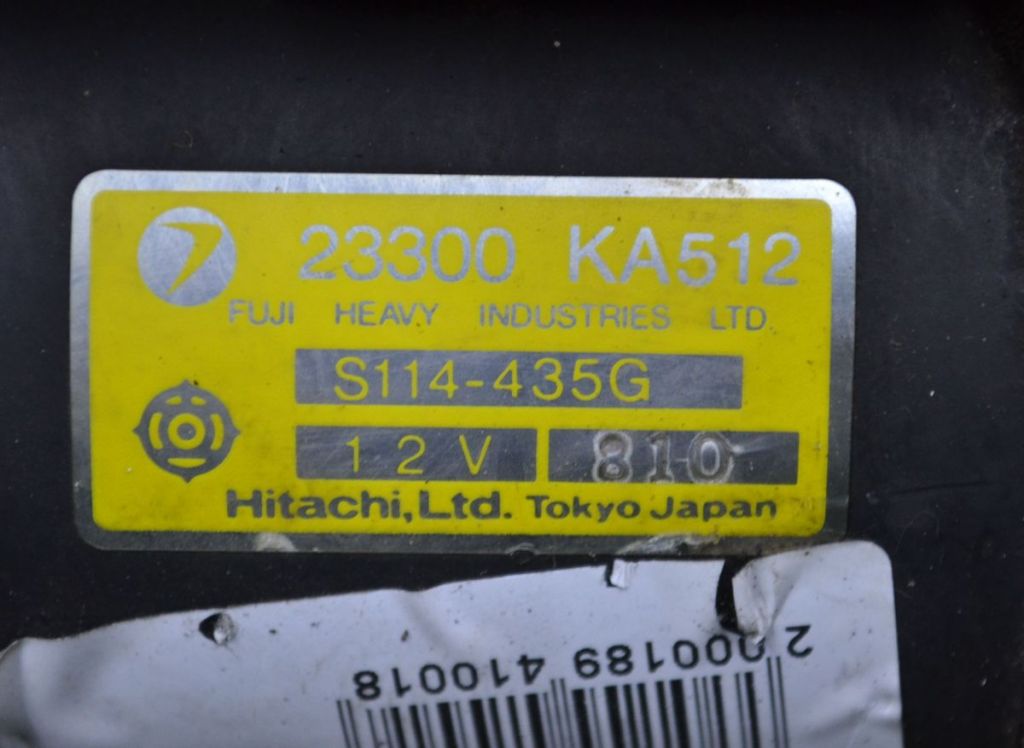 23300 KA512
FUJI HEAVY INDUSTRIES LTD
S114-435G
12V 810
Hitachi, Ltd. Tokyo Japan
2000189 410018